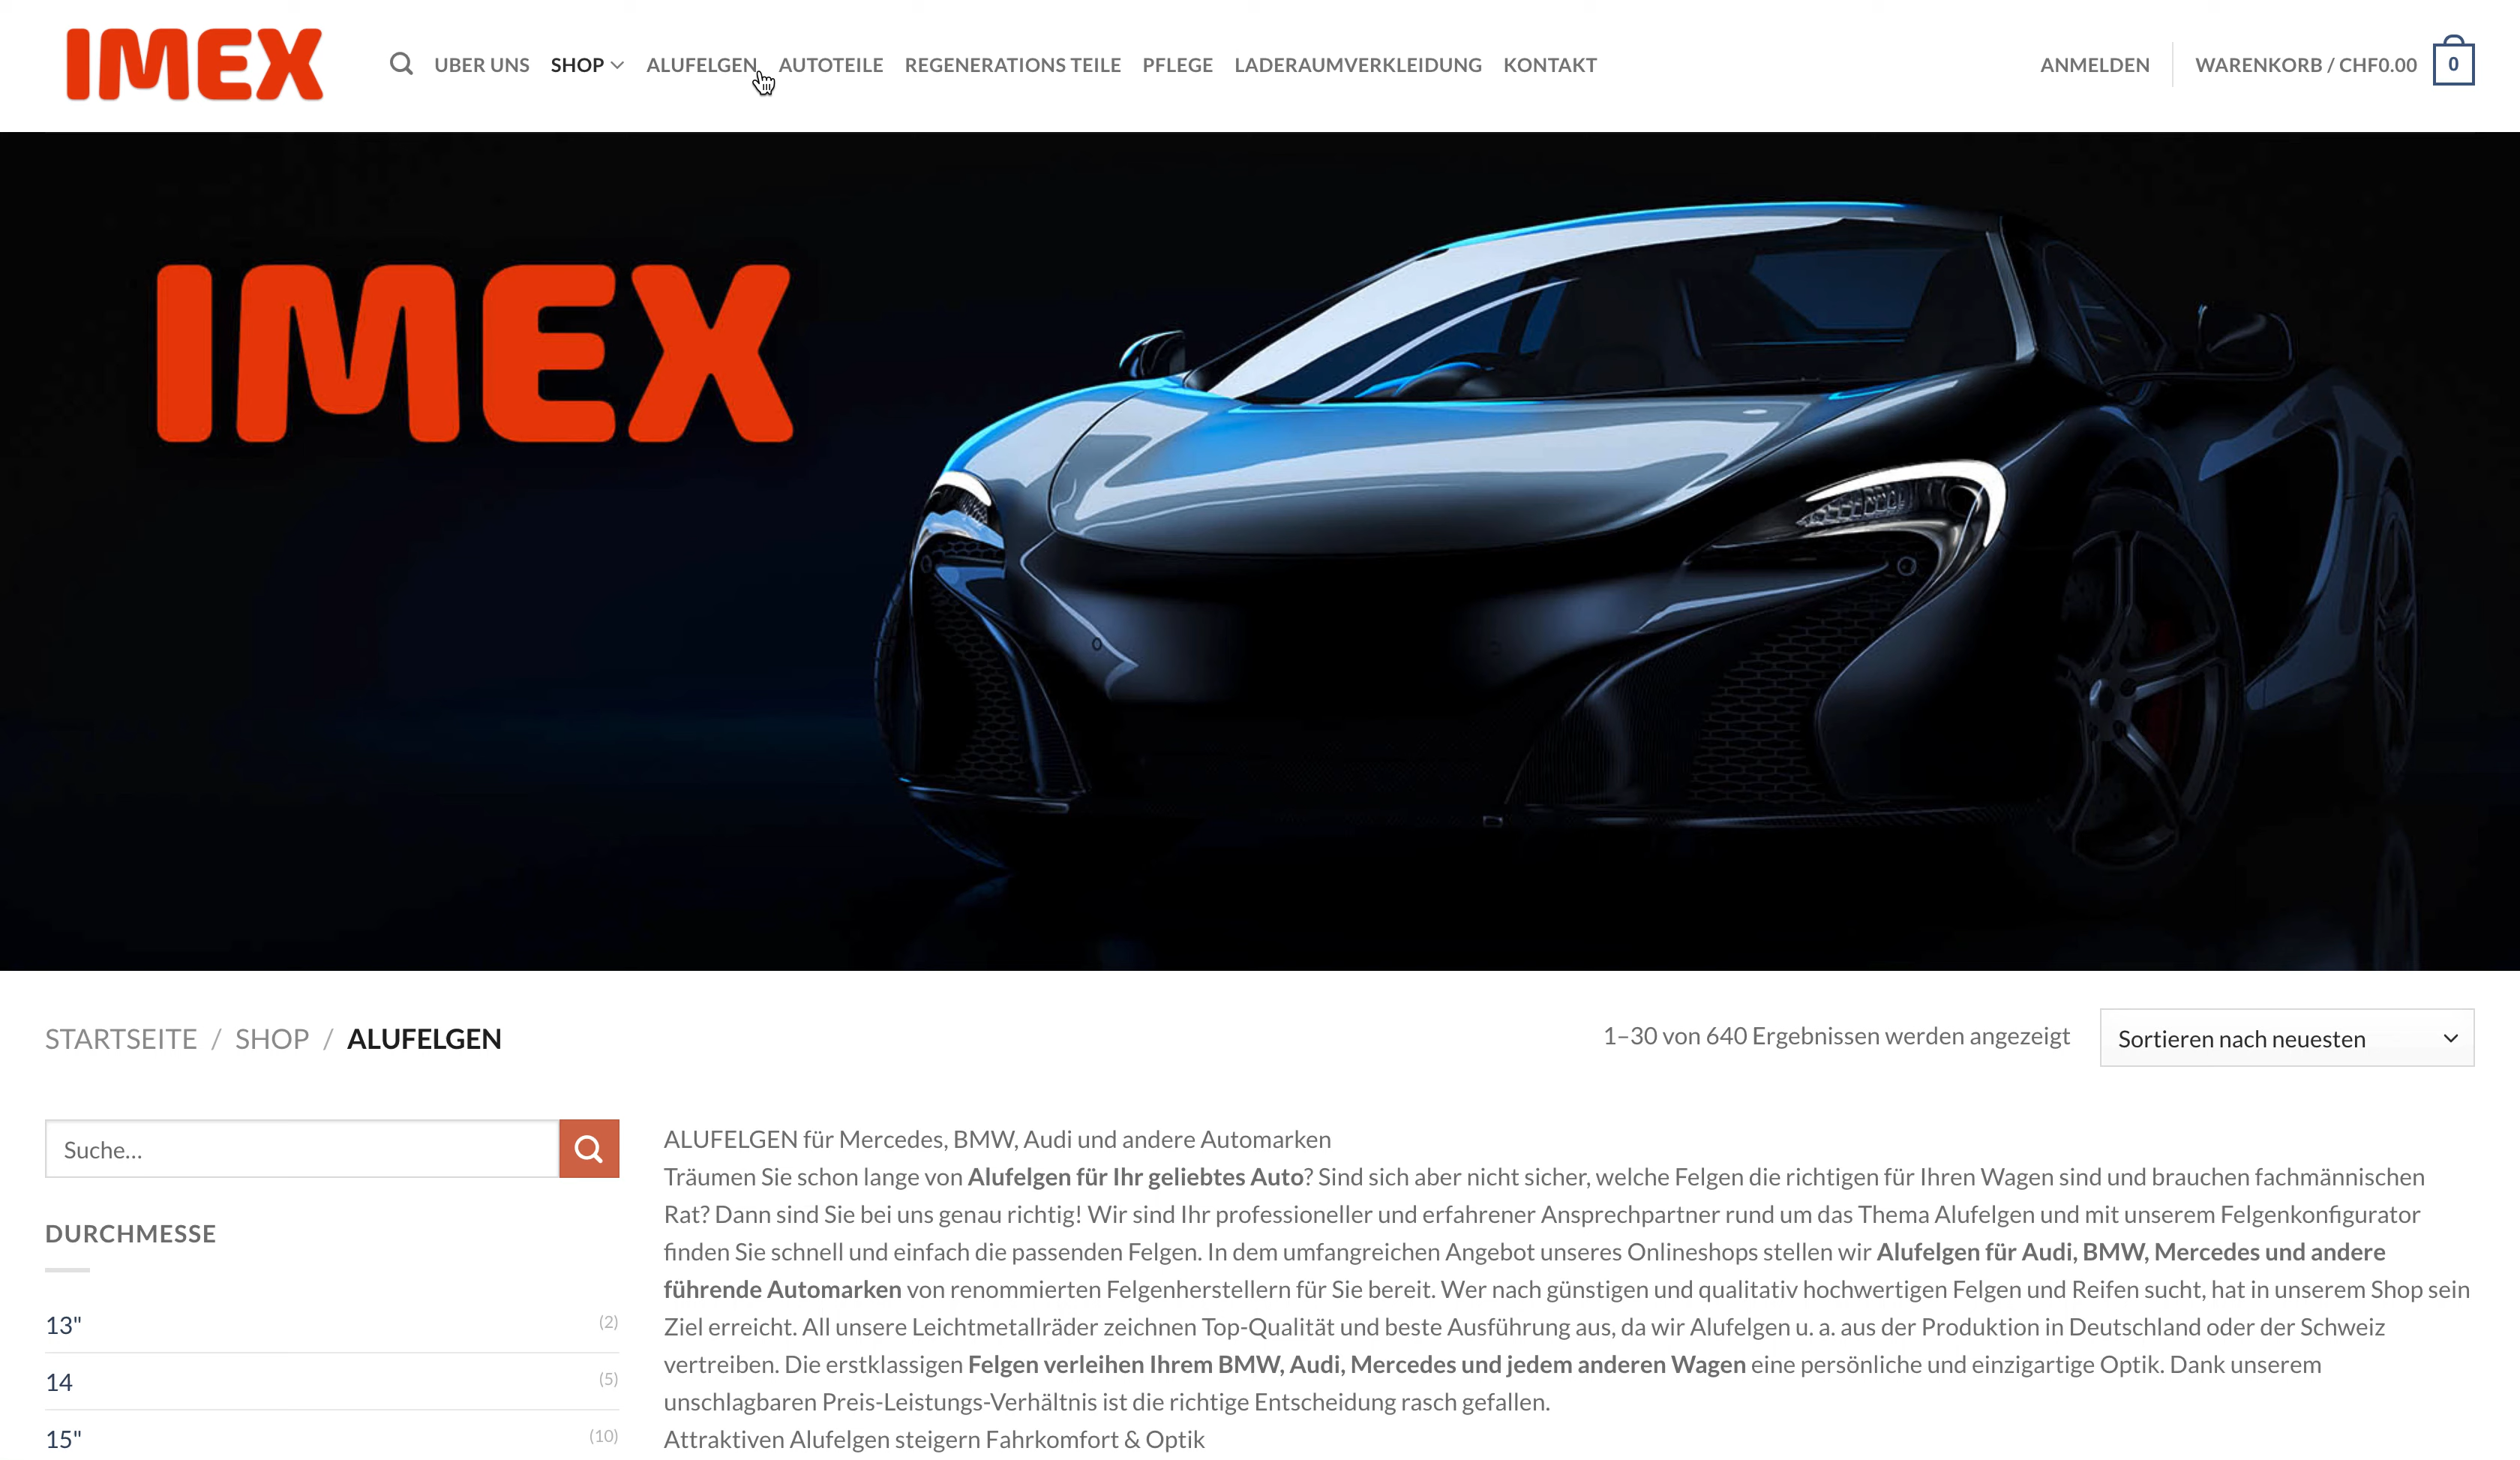 IMEX
UBER UNS SHOP ALUFELGEN AUTOTEILE REGENERATIONS TEILE PFLEGE LADERAUMVERKLEIDUNG KONTAKT ANMELDEN WARENKORB / CHF0.00 0
IMEX
STARTSEITE / SHOP / ALUFELGEN
1–30 von 640 Ergebnissen werden angezeigt
Sortieren nach neuesten
Suche…
DURCHMESSE
13" (2)
14 (5)
15" (10)
ALUFELGEN für Mercedes, BMW, Audi und andere Automarken
Träumen Sie schon lange von Alufelgen für Ihr geliebtes Auto? Sind sich aber nicht sicher, welche Felgen die richtigen für Ihren Wagen sind und brauchen fachmännischen
Rat? Dann sind Sie bei uns genau richtig! Wir sind Ihr professioneller und erfahrener Ansprechpartner rund um das Thema Alufelgen und mit unserem Felgenkonfigurator
finden Sie schnell und einfach die passenden Felgen. In dem umfangreichen Angebot unseres Onlineshops stellen wir Alufelgen für Audi, BMW, Mercedes und andere
führende Automarken von renommierten Felgenherstellern für Sie bereit. Wer nach günstigen und qualitativ hochwertigen Felgen und Reifen sucht, hat in unserem Shop sein
Ziel erreicht. All unsere Leichtmetallräder zeichnen Top-Qualität und beste Ausführung aus, da wir Alufelgen u. a. aus der Produktion in Deutschland oder der Schweiz
vertreiben. Die erstklassigen Felgen verleihen Ihrem BMW, Audi, Mercedes und jedem anderen Wagen eine persönliche und einzigartige Optik. Dank unserem
unschlagbaren Preis-Leistungs-Verhältnis ist die richtige Entscheidung rasch gefallen.
Attraktiven Alufelgen steigern Fahrkomfort & Optik